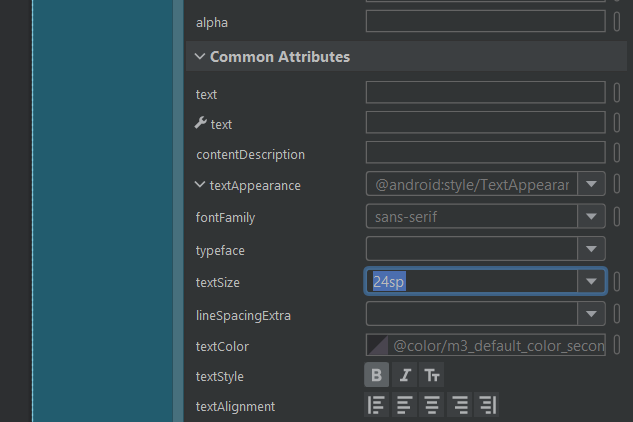 alpha
Common Attributes
text
text
contentDescription
textAppearance @android:style/TextAppearan
fontFamily sans-serif
typeface
textSize 24sp
lineSpacingExtra
textColor @color/m3_default_color_secon
textStyle B I Tт
textAlignment